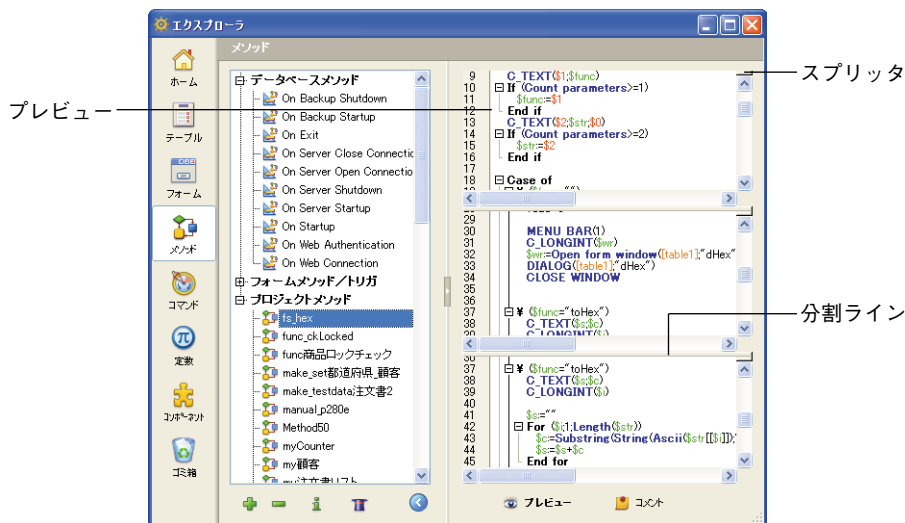 エクスプローラ
メソッド
ホーム
テーブル
フォーム
メソッド
コマンド
定数
コンポーネント
ゴミ箱
データベースメソッド
On Backup Shutdown
On Backup Startup
On Exit
On Server Close Connectic
On Server Open Connectio
On Server Shutdown
On Server Startup
On Startup
On Web Authentication
On Web Connection
フォームメソッド/トリガ
プロジェクトメソッド
fs_hex
func_ckLocked
func商品ロックチェック
make_set都道府県_顧客
make_testdata注文書2
manual_p280e
Method50
myCounter
my顧客
my注文書リスト
9 C_TEXT($1;$func)
10 If (Count parameters>=1)
11 $func:=$1
12 End if
13 C_TEXT($2;$str;$0)
14 If (Count parameters>=2)
15 $str:=$2
16 End if
17
18 Case of
29
30 MENU BAR(1)
31 C_LONGINT($wr)
32 $wr:=Open form window([table1];"dHex"
33 DIALOG([table1];"dHex")
34 CLOSE WINDOW
35
36
37 ¥ ($func="toHex")
38 C_TEXT($s;$c)
36
37 ¥ ($func="toHex")
38 C_TEXT($s;$c)
39 C_LONGINT($i)
40
41 $s:=""
42 For ($i;1;Length($str))
43 $c:=Substring(String(Ascii($str[[$i]]);"
44 $s:=$s+$c
45 End for
プレビュー
コメント
プレビュー
スプリッタ
分割ライン